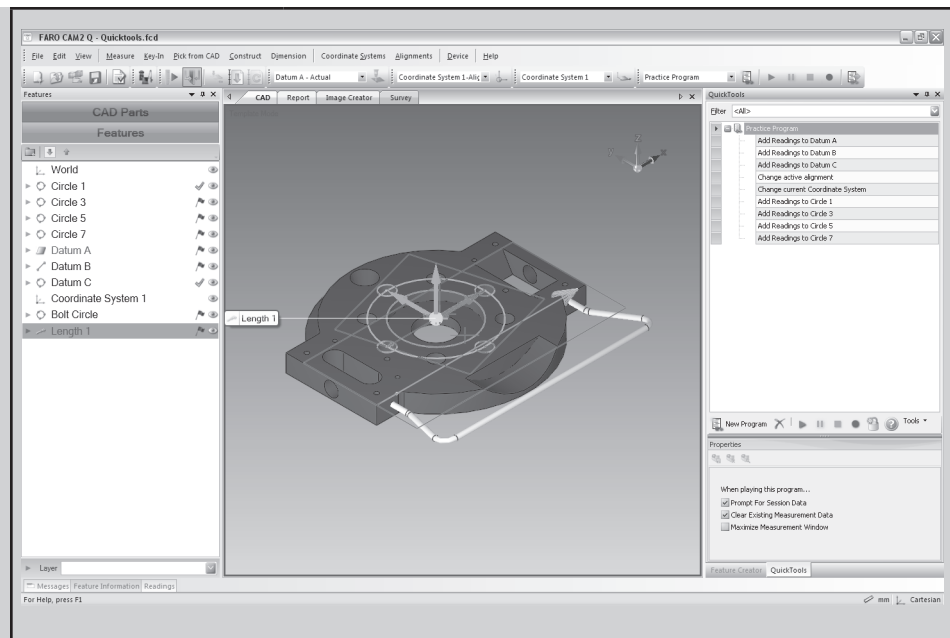 FARO CAM2 Q - Quicktools.fcd
File Edit View Measure Key-In Pick from CAD Construct Dimension Coordinate Systems Alignments Device Help
Datum A - Actual Coordinate System 1-Alig Coordinate System 1 Practice Program
Features
CAD Parts
Features
World
Circle 1
Circle 3
Circle 5
Circle 7
Datum A
Datum B
Datum C
Coordinate System 1
Bolt Circle
Length 1
Layer
CAD Report Image Creator Survey
Z
Length 1
QuickTools
Filter <All>
Practice Program
Add Readings to Datum A
Add Readings to Datum B
Add Readings to Datum C
Change active alignment
Change current Coordinate System
Add Readings to Circle 1
Add Readings to Circle 3
Add Readings to Circle 5
Add Readings to Circle 7
New Program Tools
Properties
When playing this program...
Prompt For Session Data
Clear Existing Measurement Data
Maximize Measurement Window
Feature Creator QuickTools
Messages Feature Information Readings
For Help, press F1 mm Cartesian